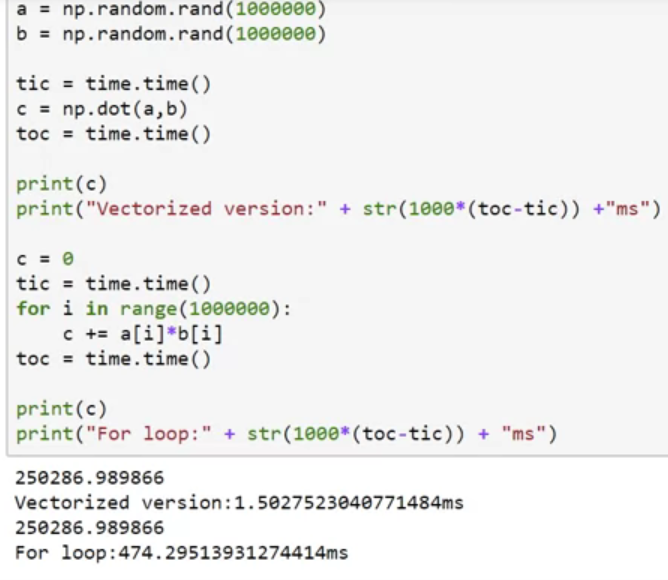 a = np.random.rand(1000000)
b = np.random.rand(1000000)
tic = time.time()
c = np.dot(a,b)
toc = time.time()
print(c)
print("Vectorized version:" + str(1000*(toc-tic)) +"ms")
c = 0
tic = time.time()
for i in range(1000000):
    c += a[i]*b[i]
toc = time.time()
print(c)
print("For loop:" + str(1000*(toc-tic)) + "ms")
250286.989866
Vectorized version:1.5027523040771484ms
250286.989866
For loop:474.29513931274414ms